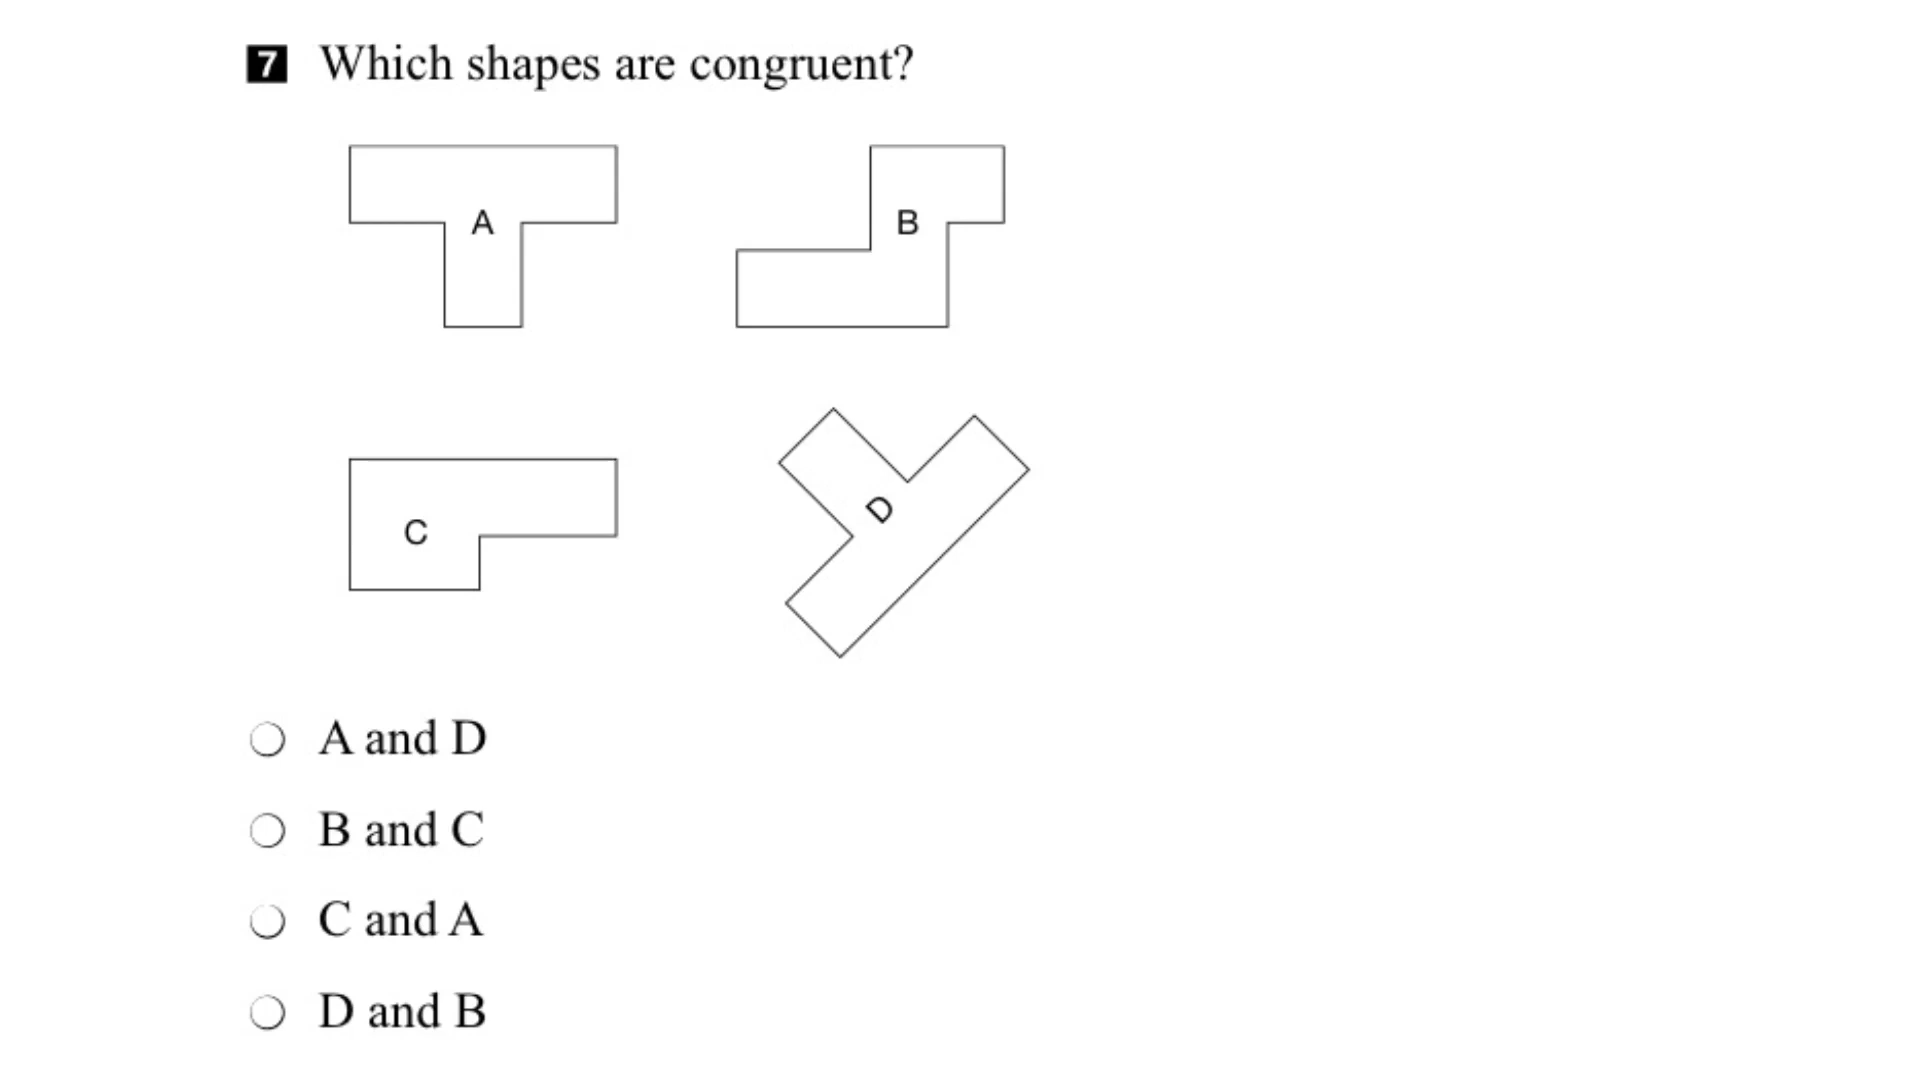 7 Which shapes are congruent?
A
B
C
D
A and D
B and C
C and A
D and B